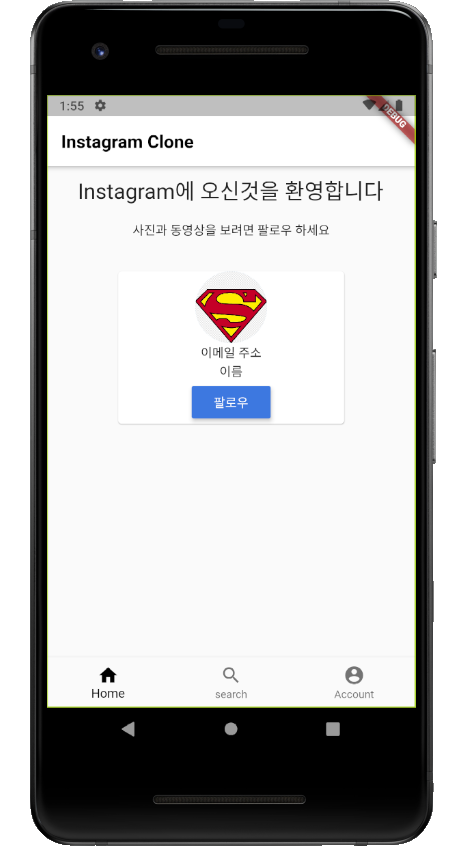 1:55
DEBUG
Instagram Clone
Instagram에 오신것을 환영합니다
사진과 동영상을 보려면 팔로우 하세요
이메일 주소
이름
팔로우
Home
search
Account